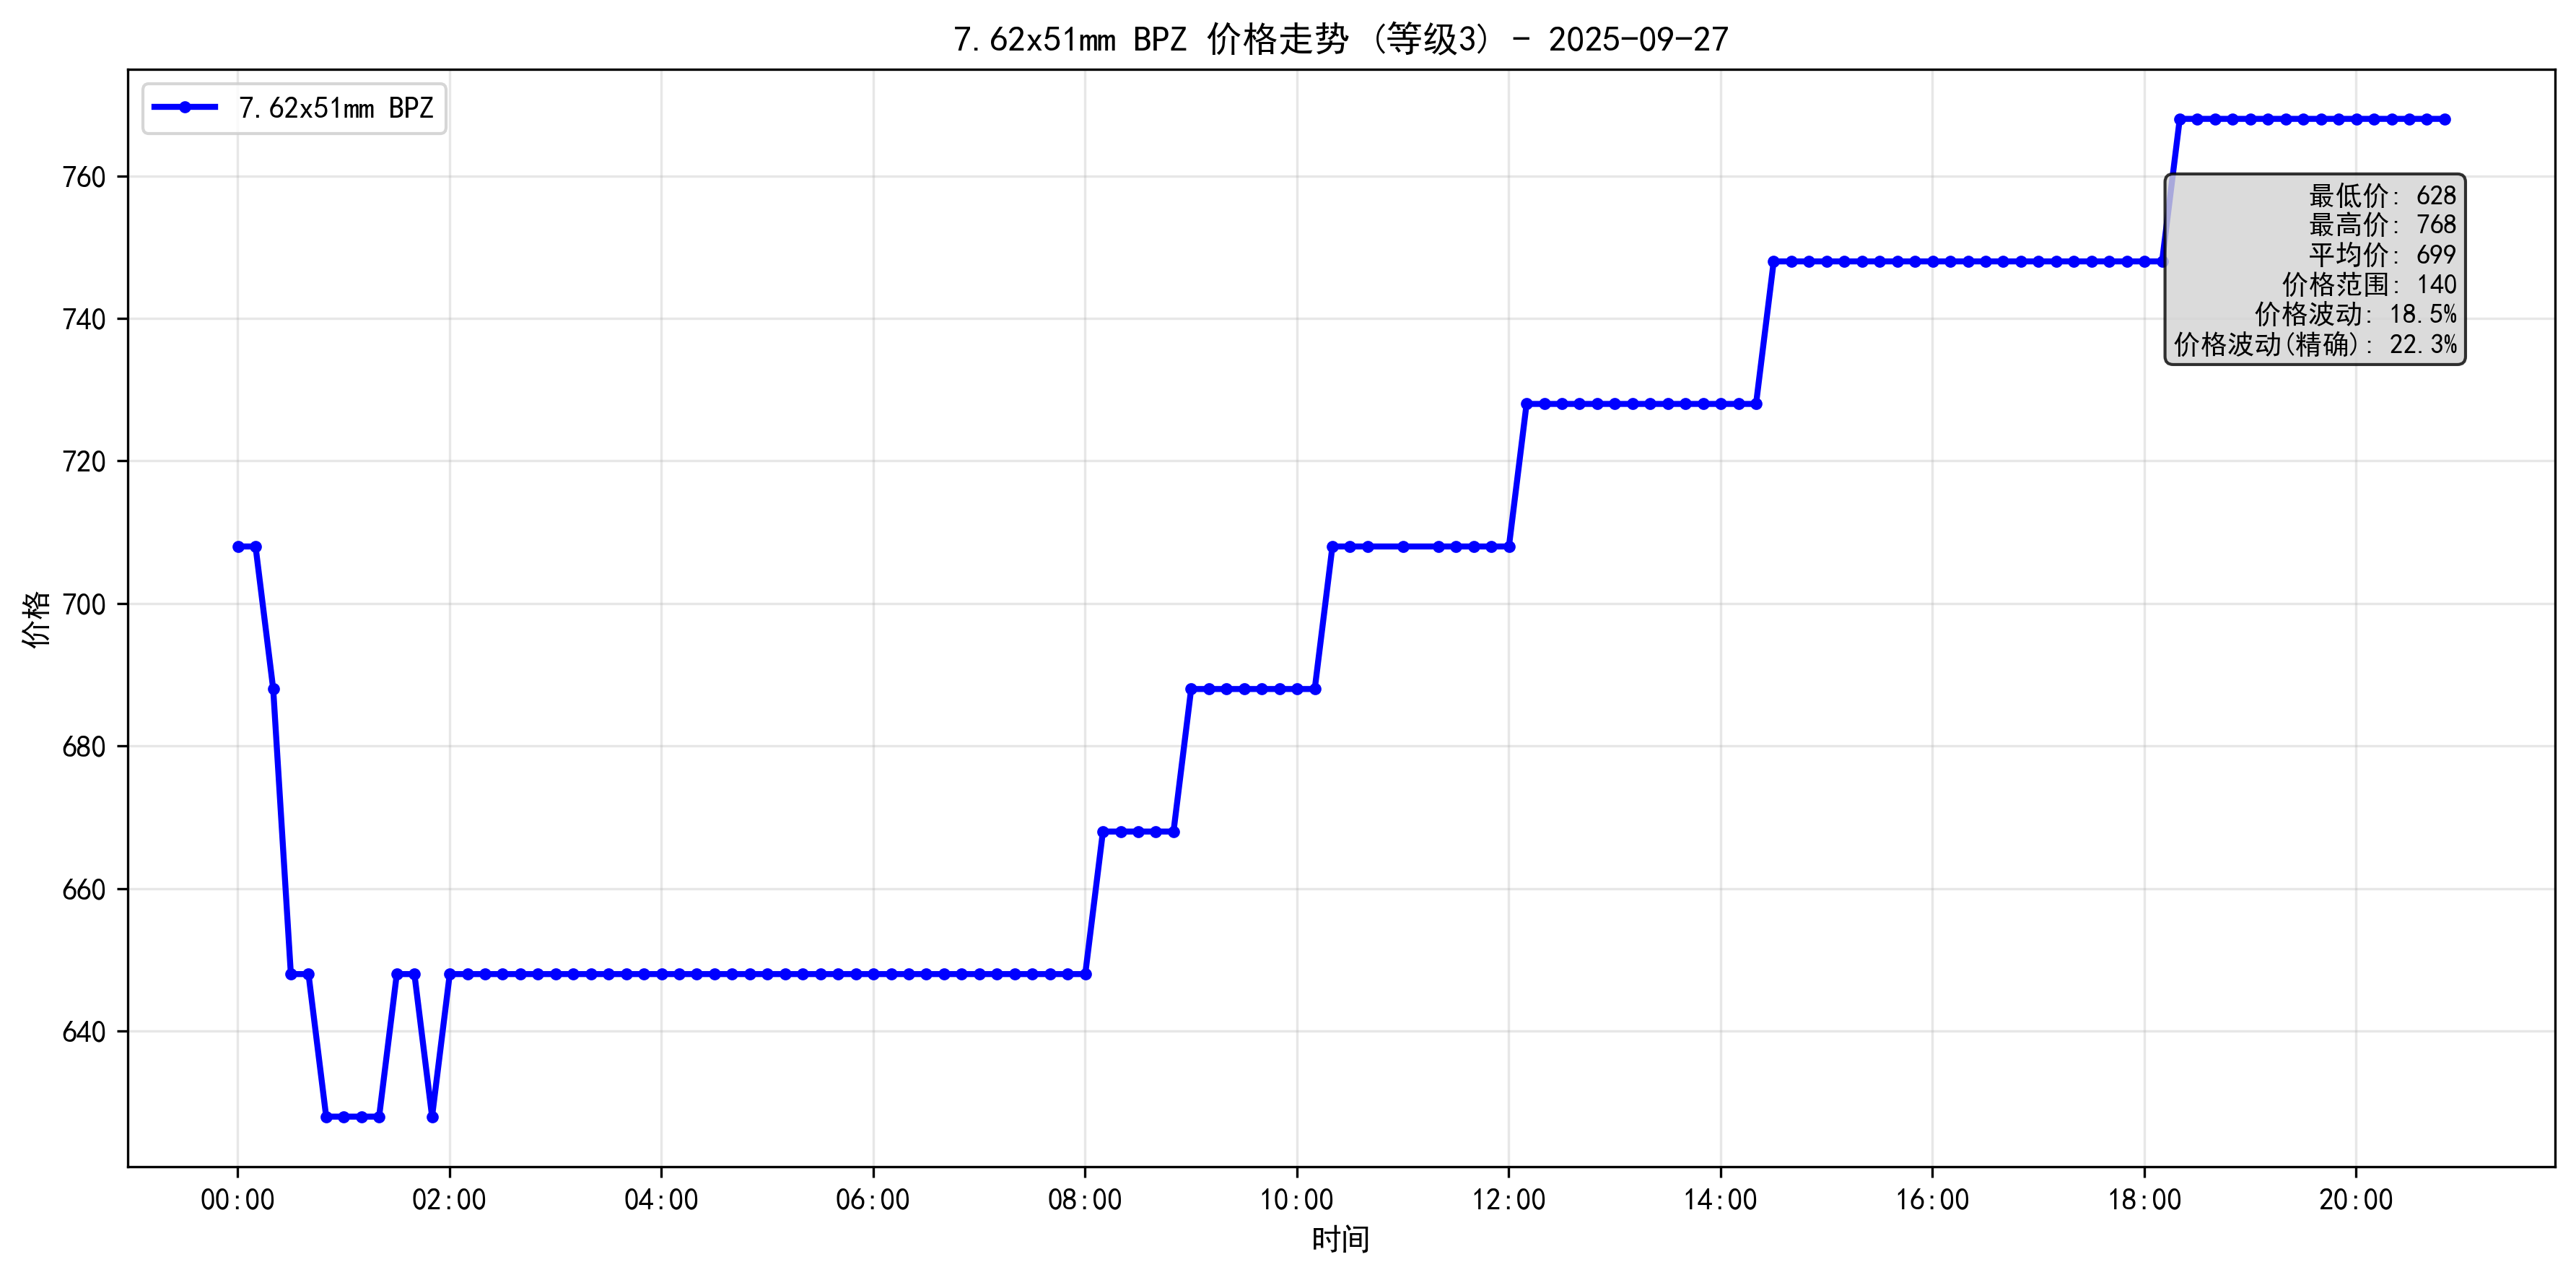 7.62x51mm BPZ 价格走势 (等级3) - 2025-09-27
7.62x51mm BPZ
最低价: 628
最高价: 768
平均价: 699
价格范围: 140
价格波动: 18.5%
价格波动(精确): 22.3%
价格
760
740
720
700
680
660
640
00:00 02:00 04:00 06:00 08:00 10:00 12:00 14:00 16:00 18:00 20:00
时间